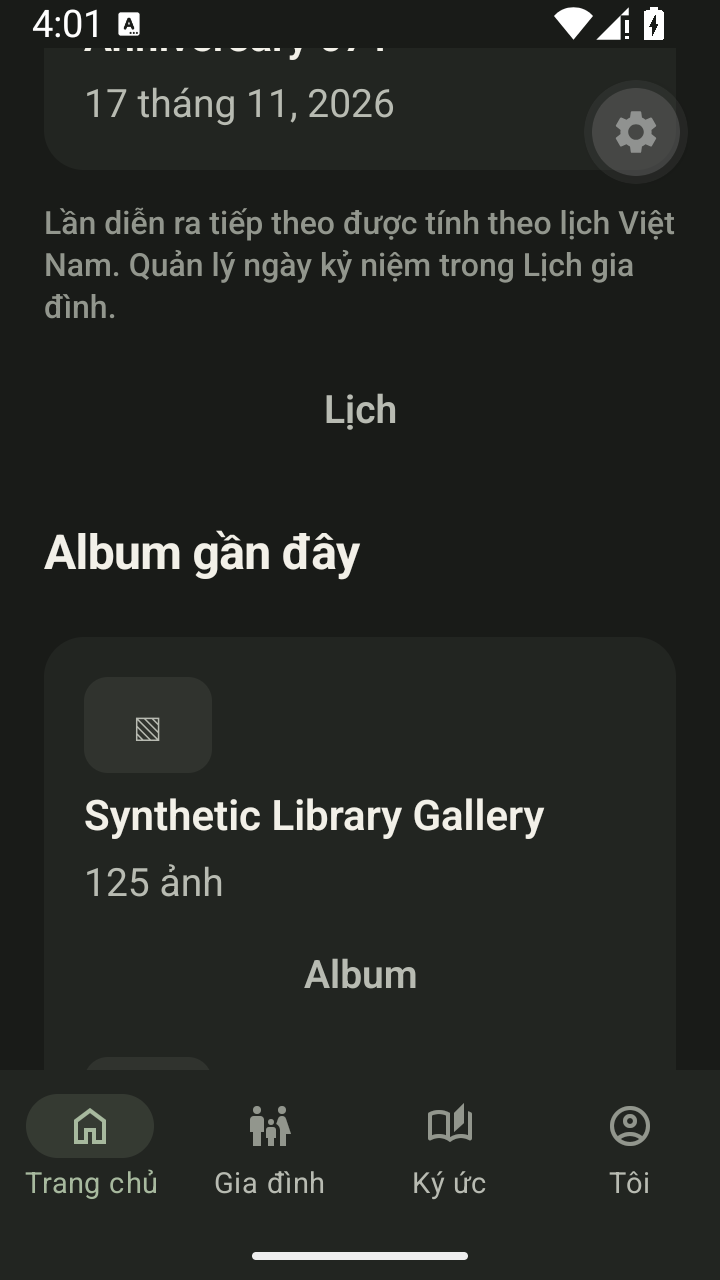 4:01
17 tháng 11, 2026
Lần diễn ra tiếp theo được tính theo lịch Việt
Nam. Quản lý ngày kỷ niệm trong Lịch gia
đình.
Lịch
Album gần đây
Synthetic Library Gallery
125 ảnh
Album
Trang chủ
Gia đình
Ký ức
Tôi